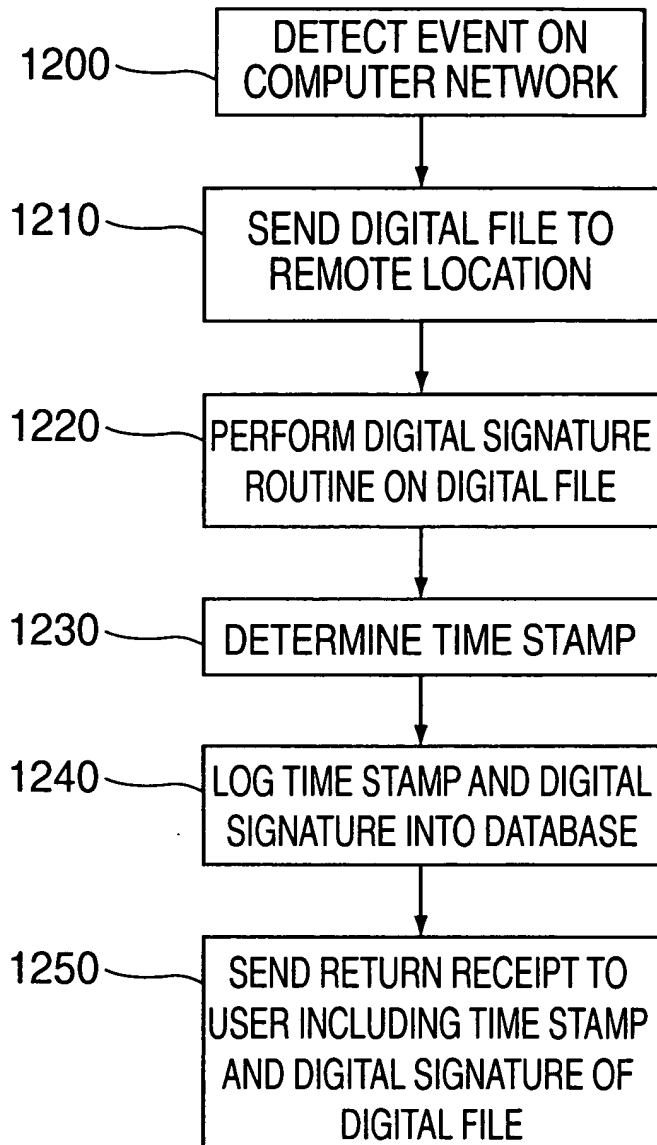 1200
DETECT EVENT ON
COMPUTER NETWORK
1210
SEND DIGITAL FILE TO
REMOTE LOCATION
1220
PERFORM DIGITAL SIGNATURE
ROUTINE ON DIGITAL FILE
1230
DETERMINE TIME STAMP
1240
LOG TIME STAMP AND DIGITAL
SIGNATURE INTO DATABASE
1250
SEND RETURN RECEIPT TO
USER INCLUDING TIME STAMP
AND DIGITAL SIGNATURE OF
DIGITAL FILE